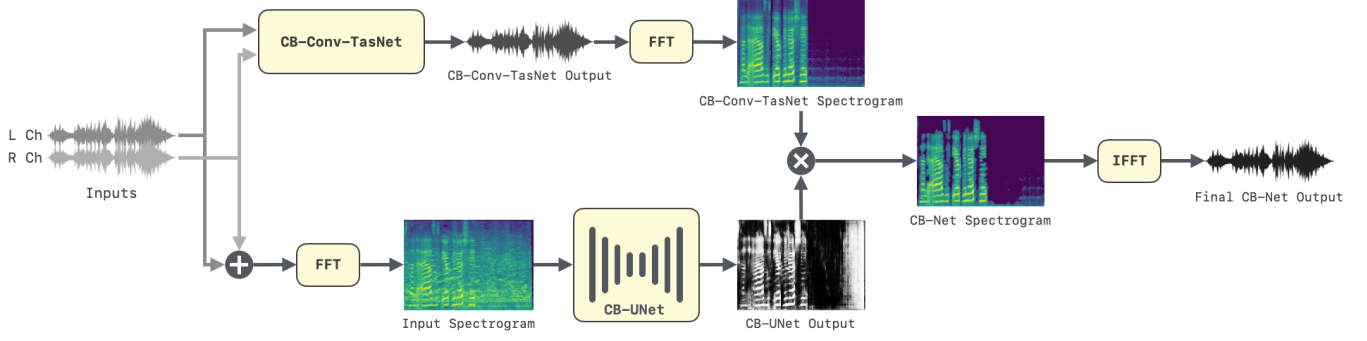 CB-Conv-TasNet
CB-Conv-TasNet Output
FFT
CB-Conv-TasNet Spectrogram
L Ch
R Ch
Inputs
CB-Net Spectrogram
IFFT
Final CB-Net Output
FFT
Input Spectrogram
CB-UNet
CB-UNet Output